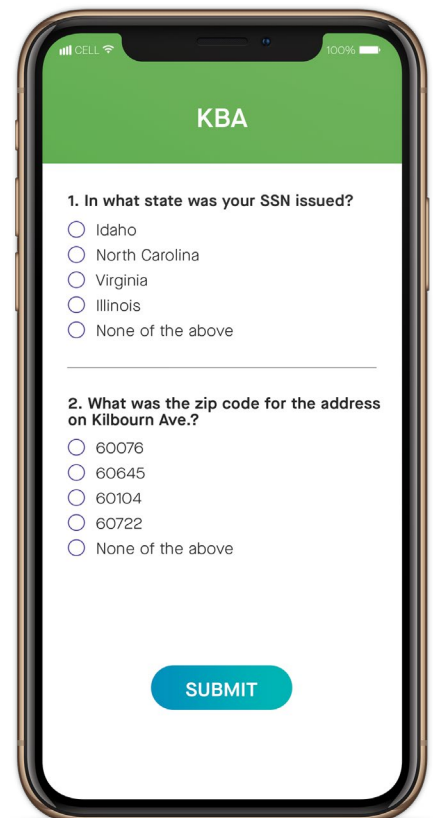 CELL 100%
KBA
1. In what state was your SSN issued?
Idaho
North Carolina
Virginia
Illinois
None of the above
2. What was the zip code for the address
on Kilbourn Ave.?
60076
60645
60104
60722
None of the above
SUBMIT